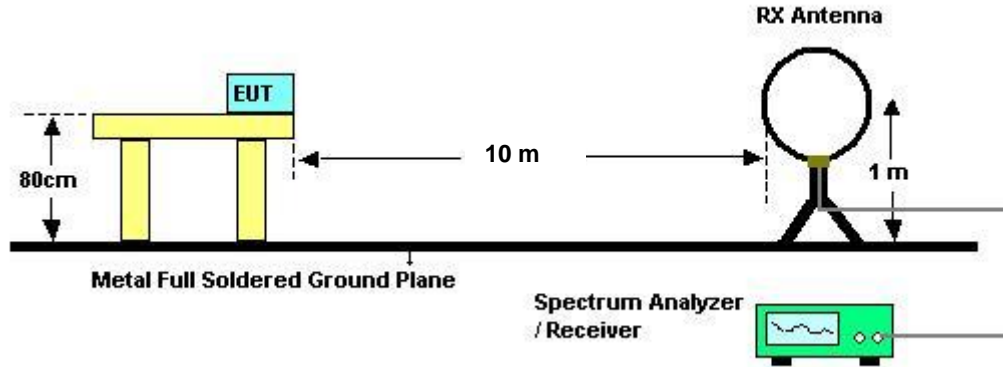 RX Antenna
EUT
10 m
80cm
1 m
Metal Full Soldered Ground Plane
Spectrum Analyzer
/ Receiver